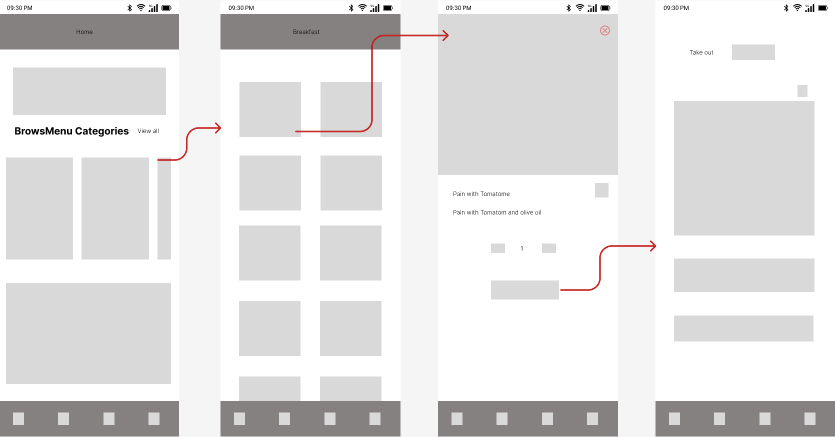 09:30 PM
Home
BrowsMenu Categories
View all
09:30 PM
Breakfast
09:30 PM
Pain with Tomatome
Pain with Tomatom and olive oil
1
09:30 PM
Take out